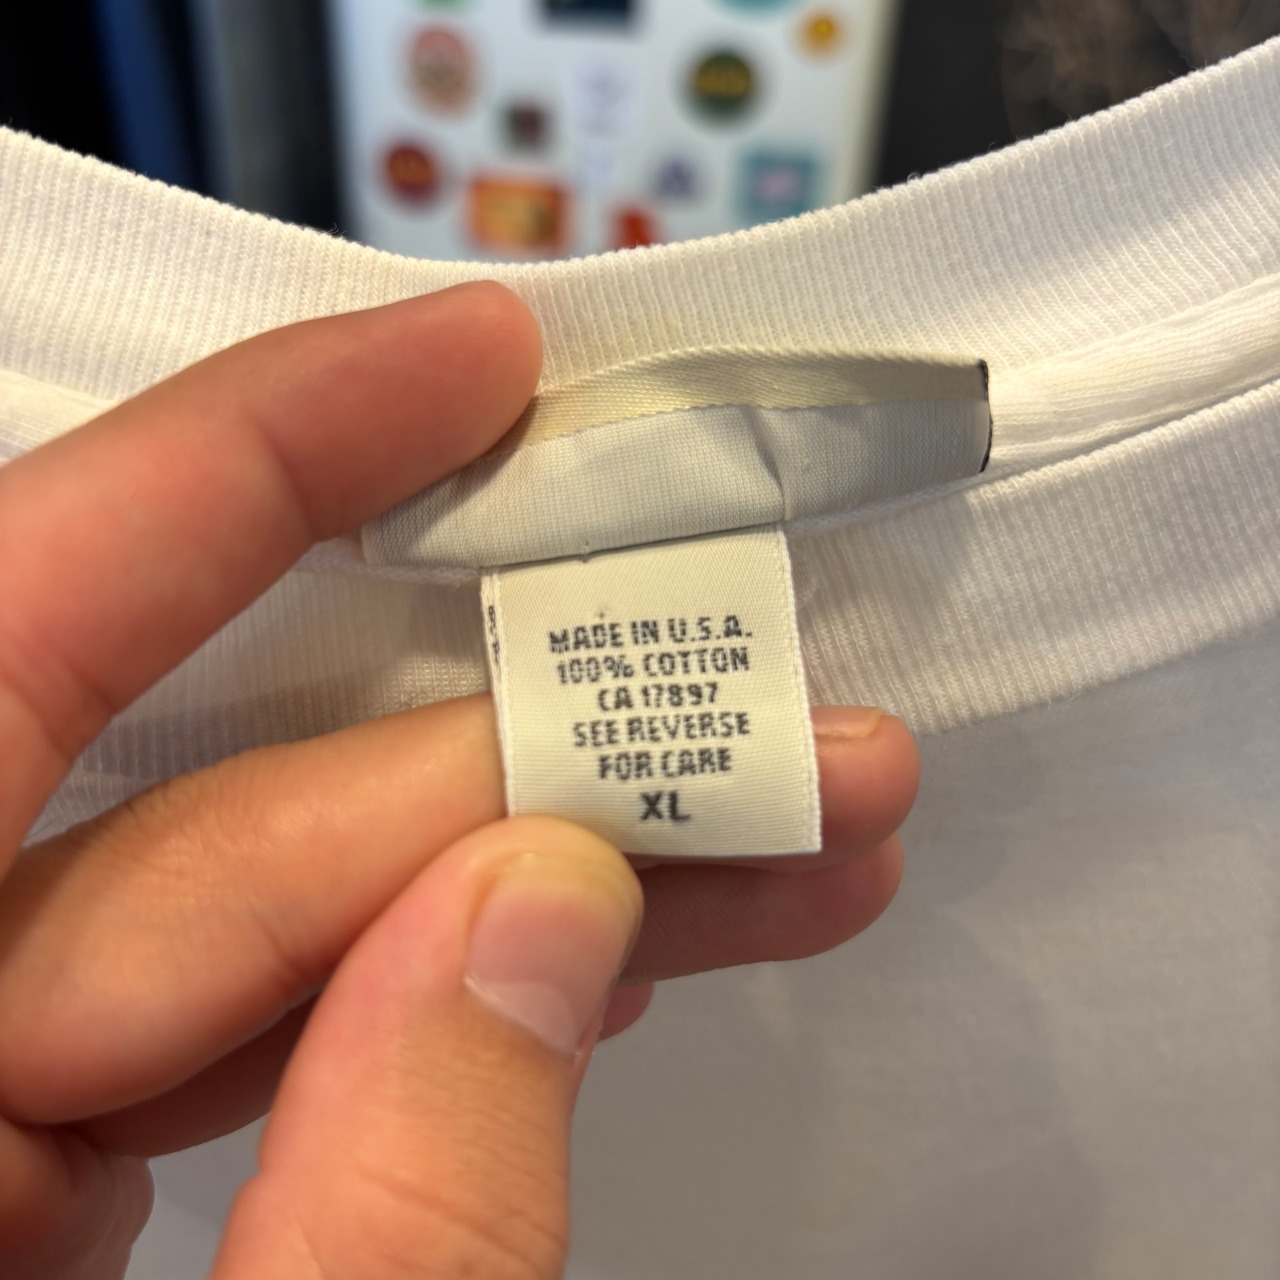 MADE IN U.S.A.
100% COTTON
CA 17897
SEE REVERSE
FOR CARE
XL